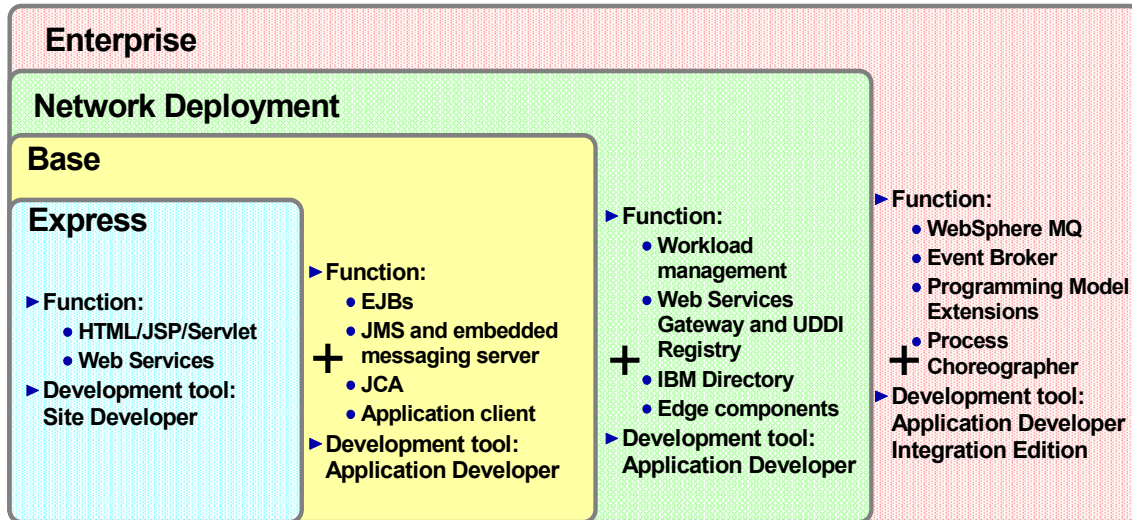 Enterprise
Network Deployment
Base
Express
► Function:
• HTML/JSP/Servlet
• Web Services
► Development tool:
Site Developer
► Function:
• EJBs
• JMS and embedded
messaging server
+
• JCA
• Application client
► Development tool:
Application Developer
► Function:
• Workload
management
• Web Services
Gateway and UDDI
Registry
+
• IBM Directory
• Edge components
► Development tool:
Application Developer
► Function:
• WebSphere MQ
• Event Broker
• Programming Model
Extensions
• Process
Choreographer
+
► Development tool:
Application Developer
Integration Edition